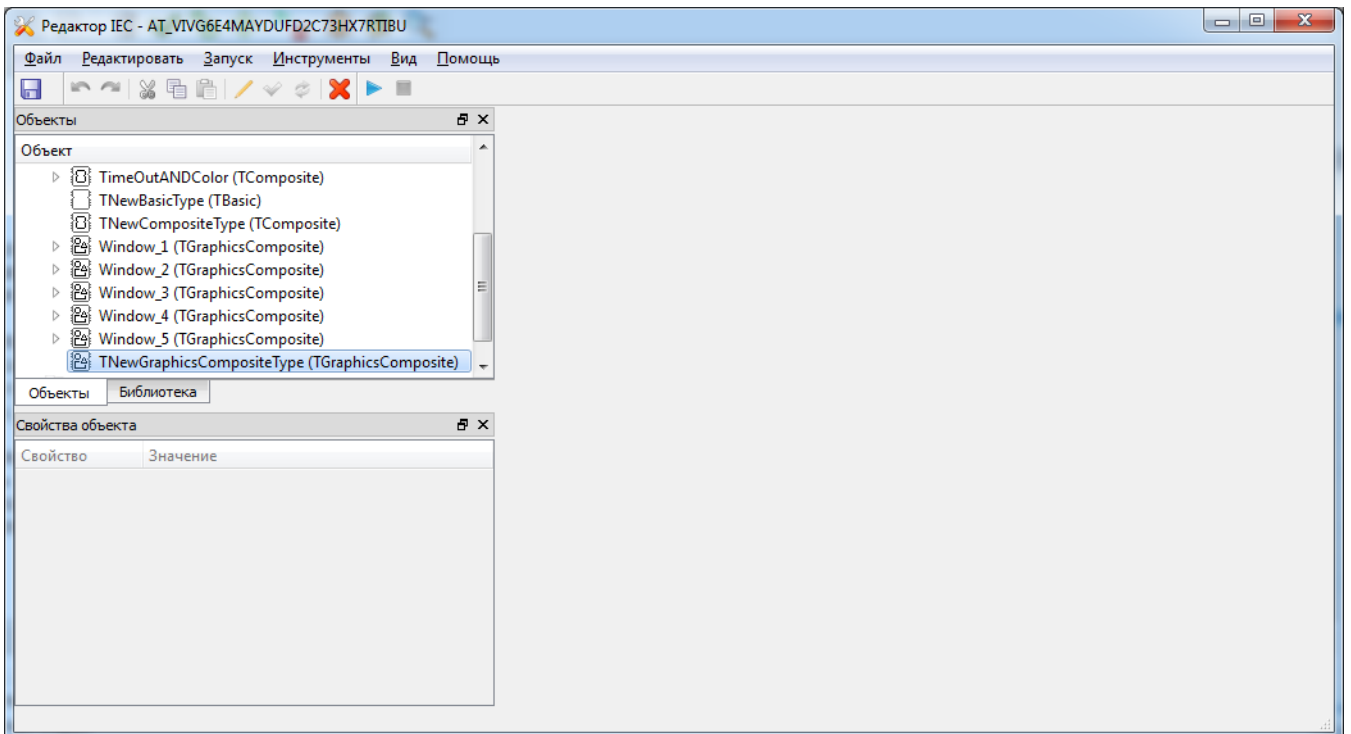 Редактор IEC - AT_VIVG6E4MAYDUFD2C73HX7RTIBU
Файл Редактировать Запуск Инструменты Вид Помощь
Объекты
Объект
TimeOutANDColor (TComposite)
TNewBasicType (TBasic)
TNewCompositeType (TComposite)
Window_1 (TGraphicsComposite)
Window_2 (TGraphicsComposite)
Window_3 (TGraphicsComposite)
Window_4 (TGraphicsComposite)
Window_5 (TGraphicsComposite)
TNewGraphicsCompositeType (TGraphicsComposite)
Объекты Библиотека
Свойства объекта
Свойство Значение